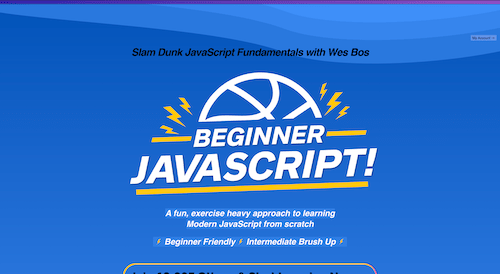 Slam Dunk JavaScript Fundamentals with Wes Bos
BEGINNER
JAVASCRIPT!
A fun, exercise heavy approach to learning
Modern JavaScript from scratch
⚡ Beginner Friendly ⚡ Intermediate Brush Up ⚡